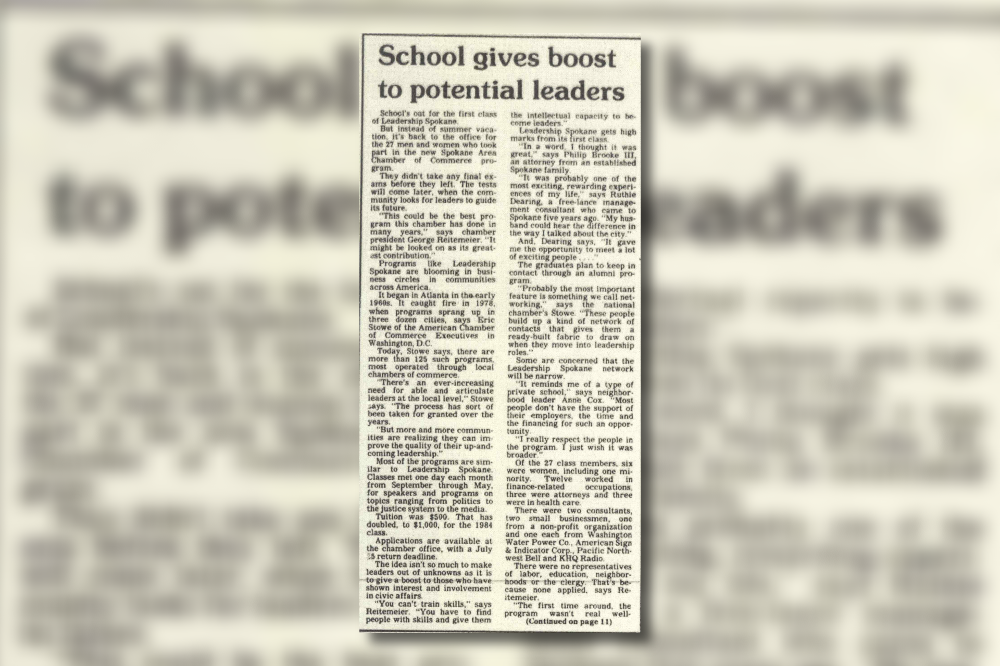 School gives boost
to potential leaders
School's out for the first class
of Leadership Spokane.
But instead of summer vaca-
tion, it's back to the office for
the 27 men and women who took
part in the new Spokane Area
Chamber of Commerce pro-
gram.
They didn't take any final ex-
ams before they left. The tests
will come later, when the com-
munity looks for leaders to guide
its future.
"This could be the best pro-
gram this chamber has done in
many years," says chamber
president George Reitemeier. "It
might be looked on as its great-
est contribution."
Programs like Leadership
Spokane are blooming in busi-
ness circles in communities
across America.
It began in Atlanta in the early
1960s. It caught fire in 1978,
when programs sprang up in
three dozen cities, says Eric
Stowe of the American Chamber
of Commerce Executives in
Washington, D.C.
Today, Stowe says, there are
more than 125 such programs,
most operated through local
chambers of commerce.
"There's an ever-increasing
need for able and articulate
leaders at the local level," Stowe
says. "The process has sort of
been taken for granted over the
years.
"But more and more commun-
ities are realizing they can im-
prove the quality of their up-and-
coming leadership."
Most of the programs are sim-
ilar to Leadership Spokane.
Classes met one day each month
from September through May,
for speakers and programs on
topics ranging from politics to
the justice system to the media.
Tuition was $500. That has
doubled, to $1,000, for the 1984
class.
Applications are available at
the chamber office, with a July
15 return deadline.
The idea isn't so much to make
leaders out of unknowns as it is
to give a boost to those who have
shown interest and involvement
in civic affairs.
"You can't train skills," says
Reitemeier. "You have to find
people with skills and give them
the intellectual capacity to be-
come leaders."
Leadership Spokane gets high
marks from its first class.
"In a word, I thought it was
great," says Philip Brooke III,
an attorney from an established
Spokane family.
"It was probably one of the
most exciting, rewarding experi-
ences of my life," says Ruthie
Dearing, a free-lance manage-
ment consultant who came to
Spokane five years ago. "My hus-
band could hear the difference in
the way I talked about the city."
And, Dearing says, "It gave
me the opportunity to meet a lot
of exciting people . . . ."
The graduates plan to keep in
contact through an alumni pro-
gram.
"Probably the most important
feature is something we call net-
working," says the national
chamber's Stowe. "These people
build up a kind of network of
contacts that gives them a
ready-built fabric to draw on
when they move into leadership
roles."
Some are concerned that the
Leadership Spokane network
will be narrow.
"It reminds me of a type of
private school," says neighbor-
hood leader Anne Cox. "Most
people don't have the support of
their employers, the time and
the financing for such an oppor-
tunity.
"I really respect the people in
the program. I just wish it was
broader."
Of the 27 class members, six
were women, including one mi-
nority. Twelve worked in
finance-related occupations,
three were attorneys and three
were in health care.
There were two consultants,
two small businessmen, one
from a non-profit organization
and one each from Washington
Water Power Co., American Sign
& Indicator Corp., Pacific North-
west Bell and KHQ Radio.
There were no representatives
of labor, education, neighbor-
hoods or the clergy. That's be-
cause none applied, says Re-
itemeier.
"The first time around, the
program wasn't real well-
(Continued on page 11)